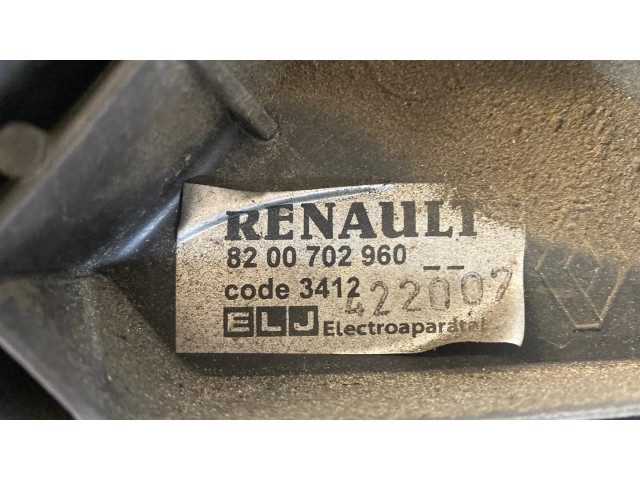 RENAULT
82 00 702 960 _ _
code 3412 422007
ELJ Electroaparataj